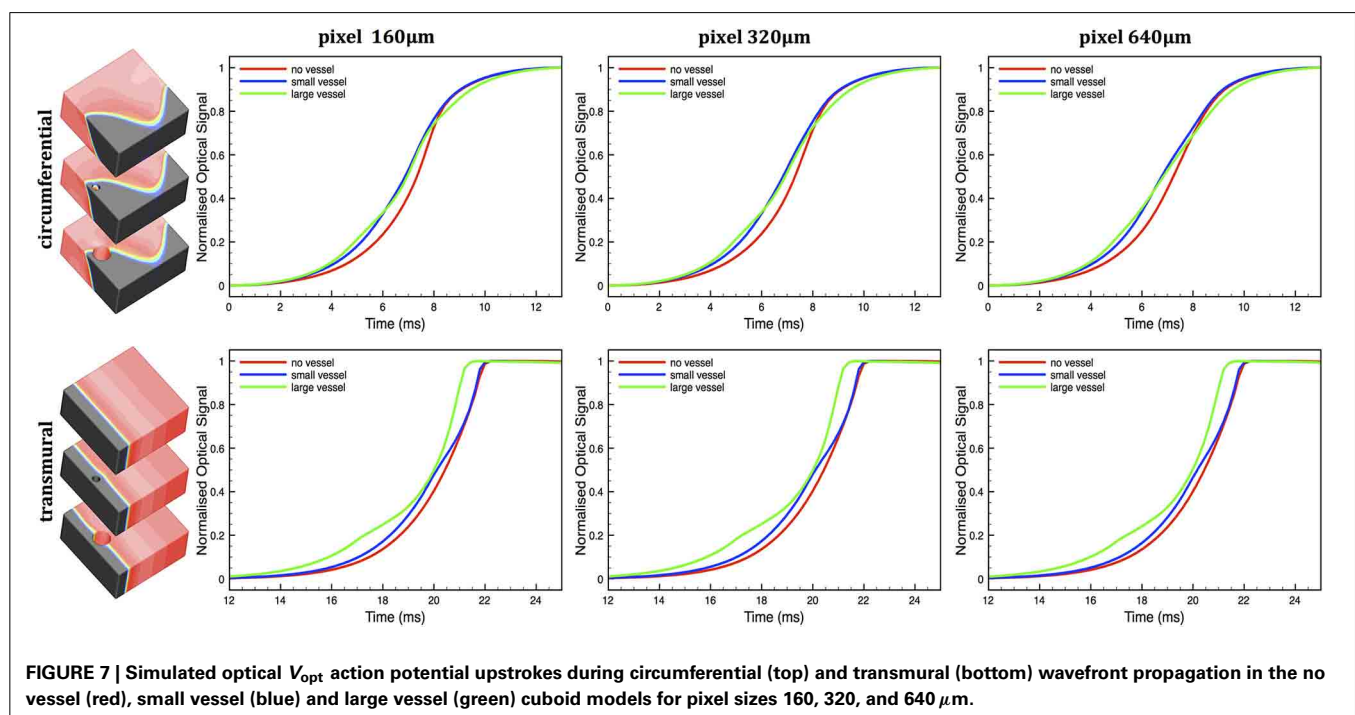 pixel 160μm
pixel 320μm
pixel 640μm
circumferential
Normalised Optical Signal
1
0.8
0.6
0.4
0.2
0
no vessel
small vessel
large vessel
0 2 4 6 8 10 12
Time (ms)
Normalised Optical Signal
1
0.8
0.6
0.4
0.2
0
no vessel
small vessel
large vessel
0 2 4 6 8 10 12
Time (ms)
Normalised Optical Signal
1
0.8
0.6
0.4
0.2
0
no vessel
small vessel
large vessel
0 2 4 6 8 10 12
Time (ms)
transmural
Normalised Optical Signal
1
0.8
0.6
0.4
0.2
0
no vessel
small vessel
large vessel
12 14 16 18 20 22 24
Time (ms)
Normalised Optical Signal
1
0.8
0.6
0.4
0.2
0
no vessel
small vessel
large vessel
12 14 16 18 20 22 24
Time (ms)
Normalised Optical Signal
1
0.8
0.6
0.4
0.2
0
no vessel
small vessel
large vessel
12 14 16 18 20 22 24
Time (ms)
FIGURE 7 | Simulated optical Vopt action potential upstrokes during circumferential (top) and transmural (bottom) wavefront propagation in the no
vessel (red), small vessel (blue) and large vessel (green) cuboid models for pixel sizes 160, 320, and 640 μm.